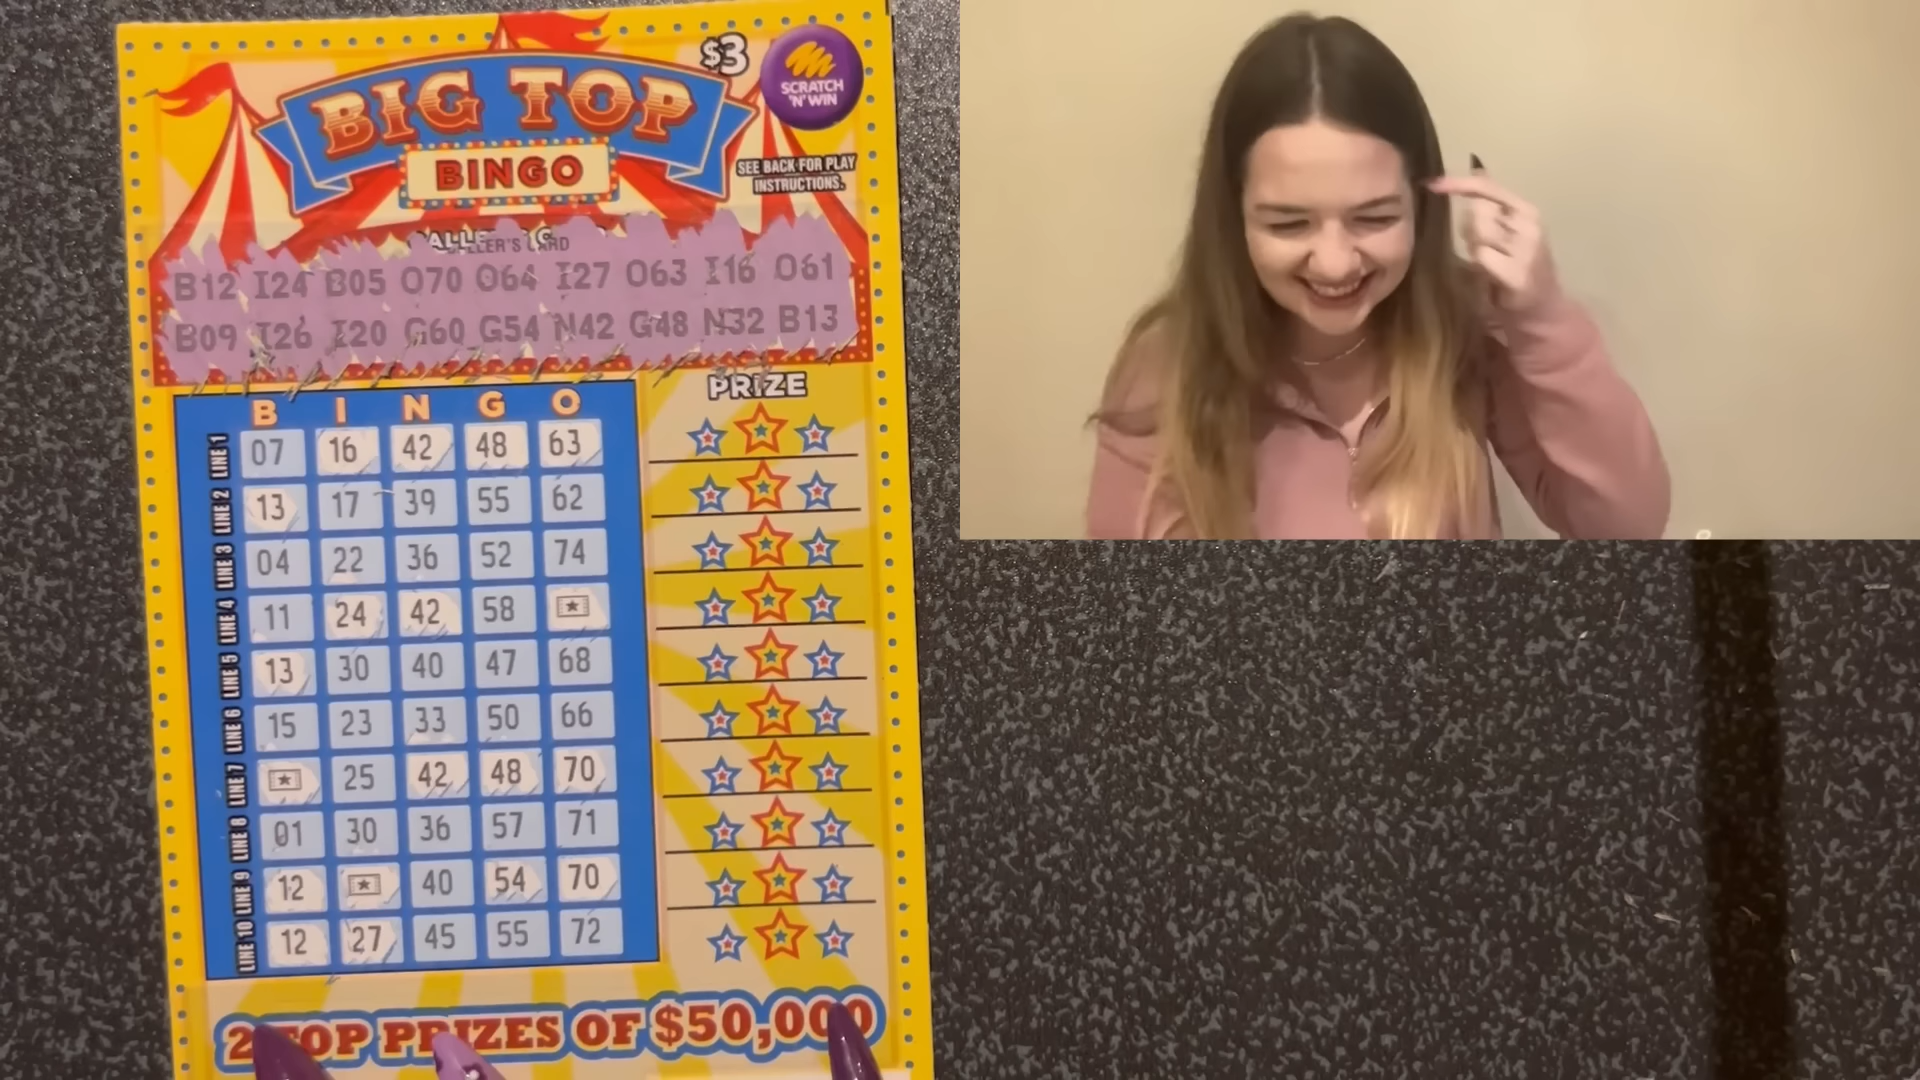 $3
SCRATCH
'N' WIN
BIG TOP
BINGO
SEE BACK FOR PLAY
INSTRUCTIONS.
B12 I24 B05 O70 O64 I27 O63 I16 O61
B09 I26 I20 G60 G54 N42 G48 N32 B13
PRIZE
B I N G O
LINE 1 07 16 42 48 63
LINE 2 13 17 39 55 62
LINE 3 04 22 36 52 74
LINE 4 11 24 42 58
LINE 5 13 30 40 47 68
LINE 6 15 23 33 50 66
LINE 7 25 42 48 70
LINE 8 01 30 36 57 71
LINE 9 12 40 54 70
LINE 10 12 27 45 55 72
2 TOP PRIZES OF $50,000